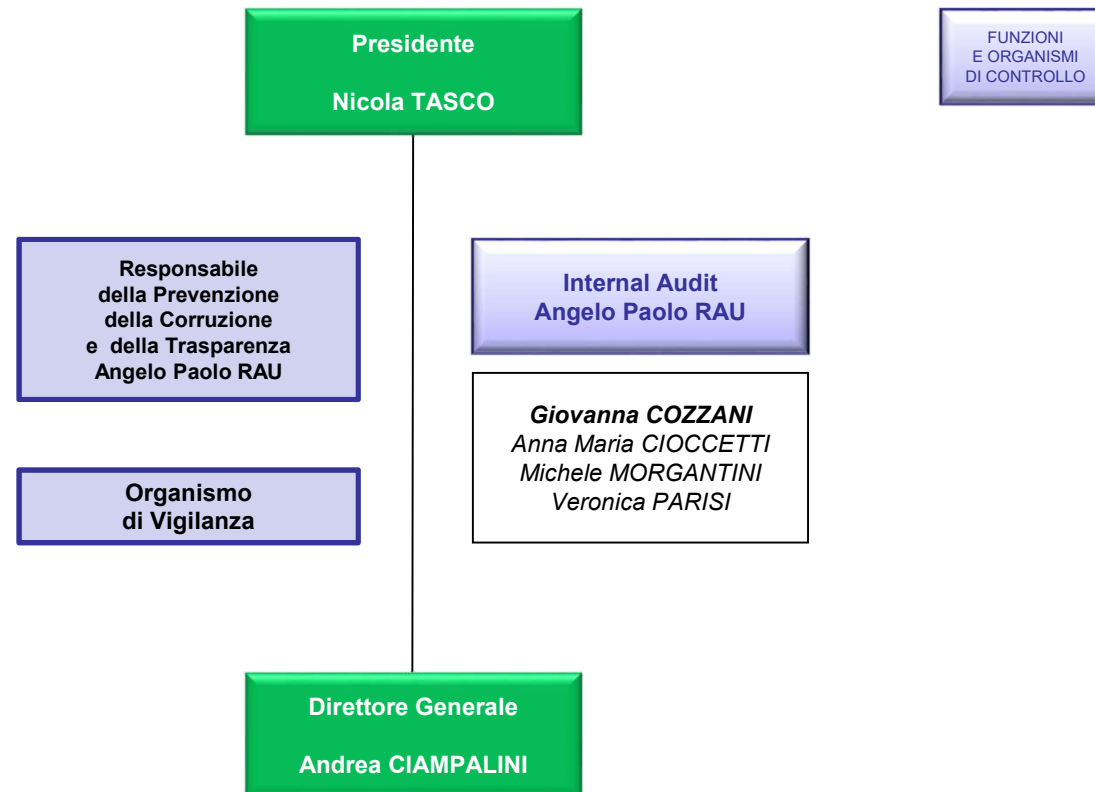 Presidente
Nicola TASCO
FUNZIONI
E ORGANISMI
DI CONTROLLO
Responsabile
della Prevenzione
della Corruzione
e della Trasparenza
Angelo Paolo RAU
Internal Audit
Angelo Paolo RAU
Giovanna COZZANI
Anna Maria CIOCCETTI
Michele MORGANTINI
Veronica PARISI
Organismo
di Vigilanza
Direttore Generale
Andrea CIAMPALINI